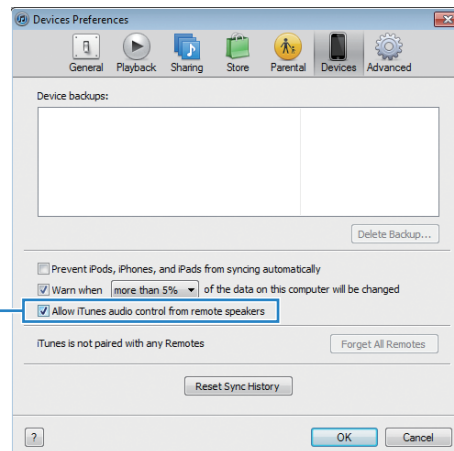 Devices Preferences
General Playback Sharing Store Parental Devices Advanced
Device backups:
Delete Backup...
Prevent iPods, iPhones, and iPads from syncing automatically
Warn when more than 5% of the data on this computer will be changed
Allow iTunes audio control from remote speakers
iTunes is not paired with any Remotes Forget All Remotes
Reset Sync History
? OK Cancel